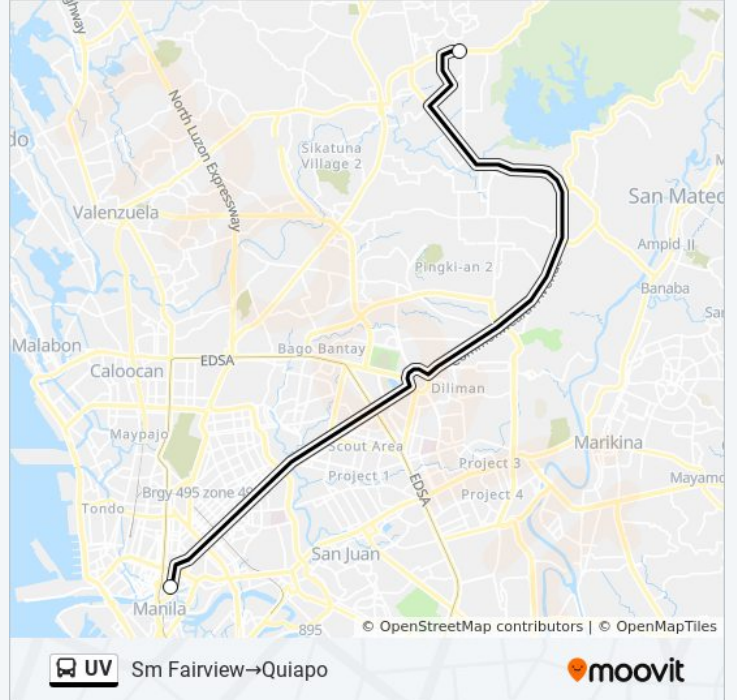 ghway
North Luzon Expressway
do
Sikatuna
Village 2
Valenzuela
San Mateo
Ampid II
Pingki-an 2
Banaba
Malabon
EDSA
Bago Bantay
Caloocan
Diliman
Maypajo
Scout Area
Marikina
Project 3
Project 1
EDSA
Mayamo
Brgy 495 zone 49
Project 4
Tondo
San Juan
Manila
895
© OpenStreetMap contributors | © OpenMapTiles
UV Sm Fairview→Quiapo
moovit